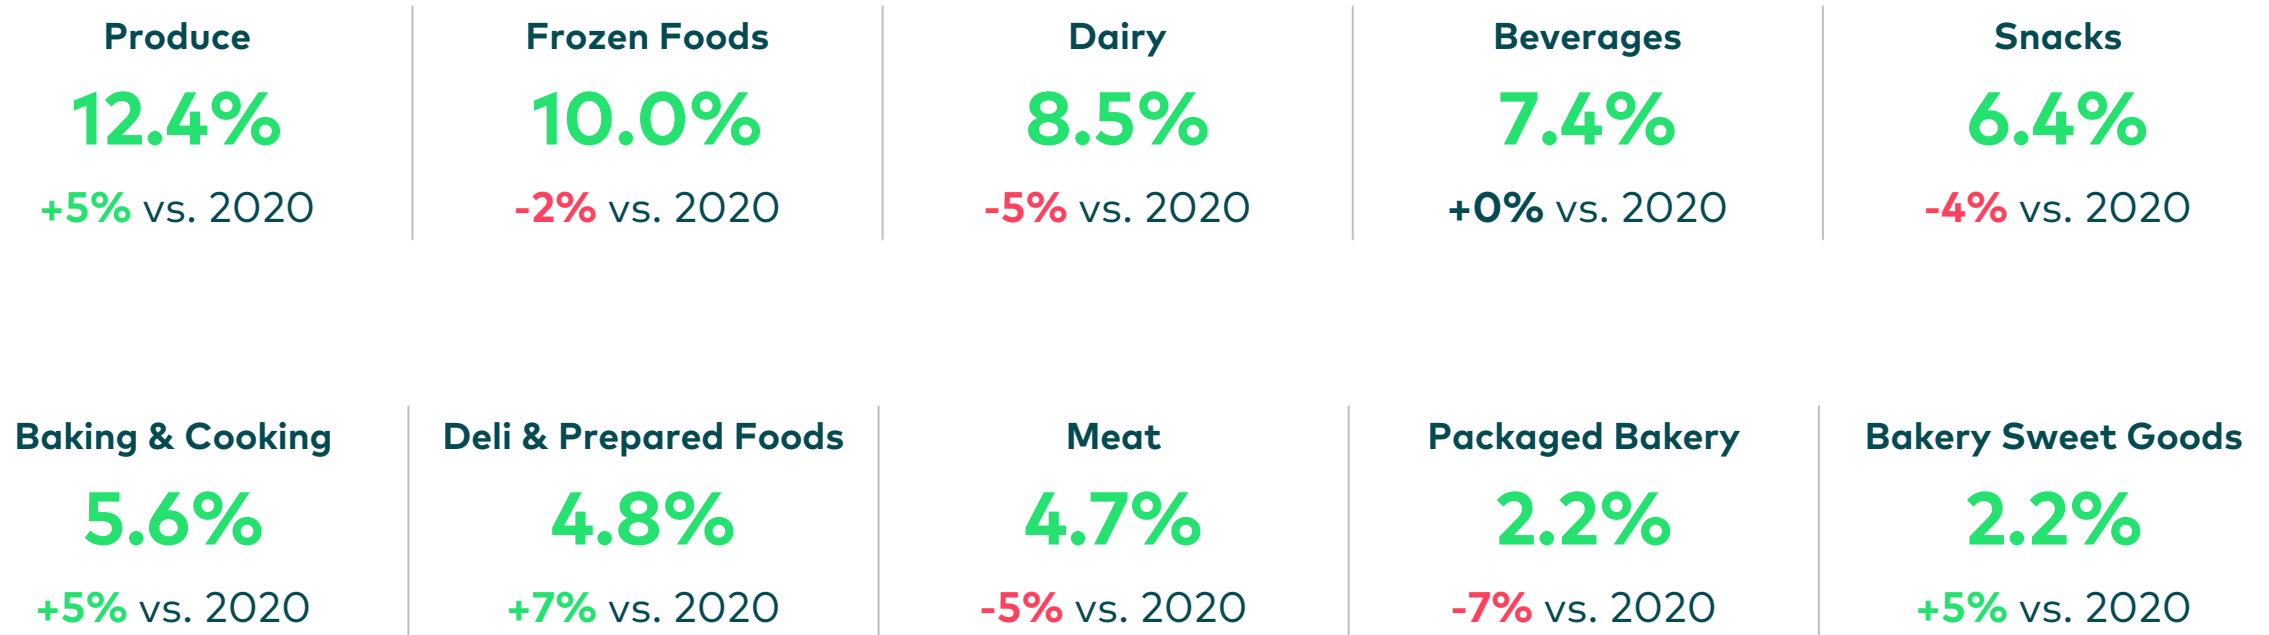 Produce
12.4%
+5% vs. 2020
Frozen Foods
10.0%
-2% vs. 2020
Dairy
8.5%
-5% vs. 2020
Beverages
7.4%
+0% vs. 2020
Snacks
6.4%
-4% vs. 2020
Baking & Cooking
5.6%
+5% vs. 2020
Deli & Prepared Foods
4.8%
+7% vs. 2020
Meat
4.7%
-5% vs. 2020
Packaged Bakery
2.2%
-7% vs. 2020
Bakery Sweet Goods
2.2%
+5% vs. 2020